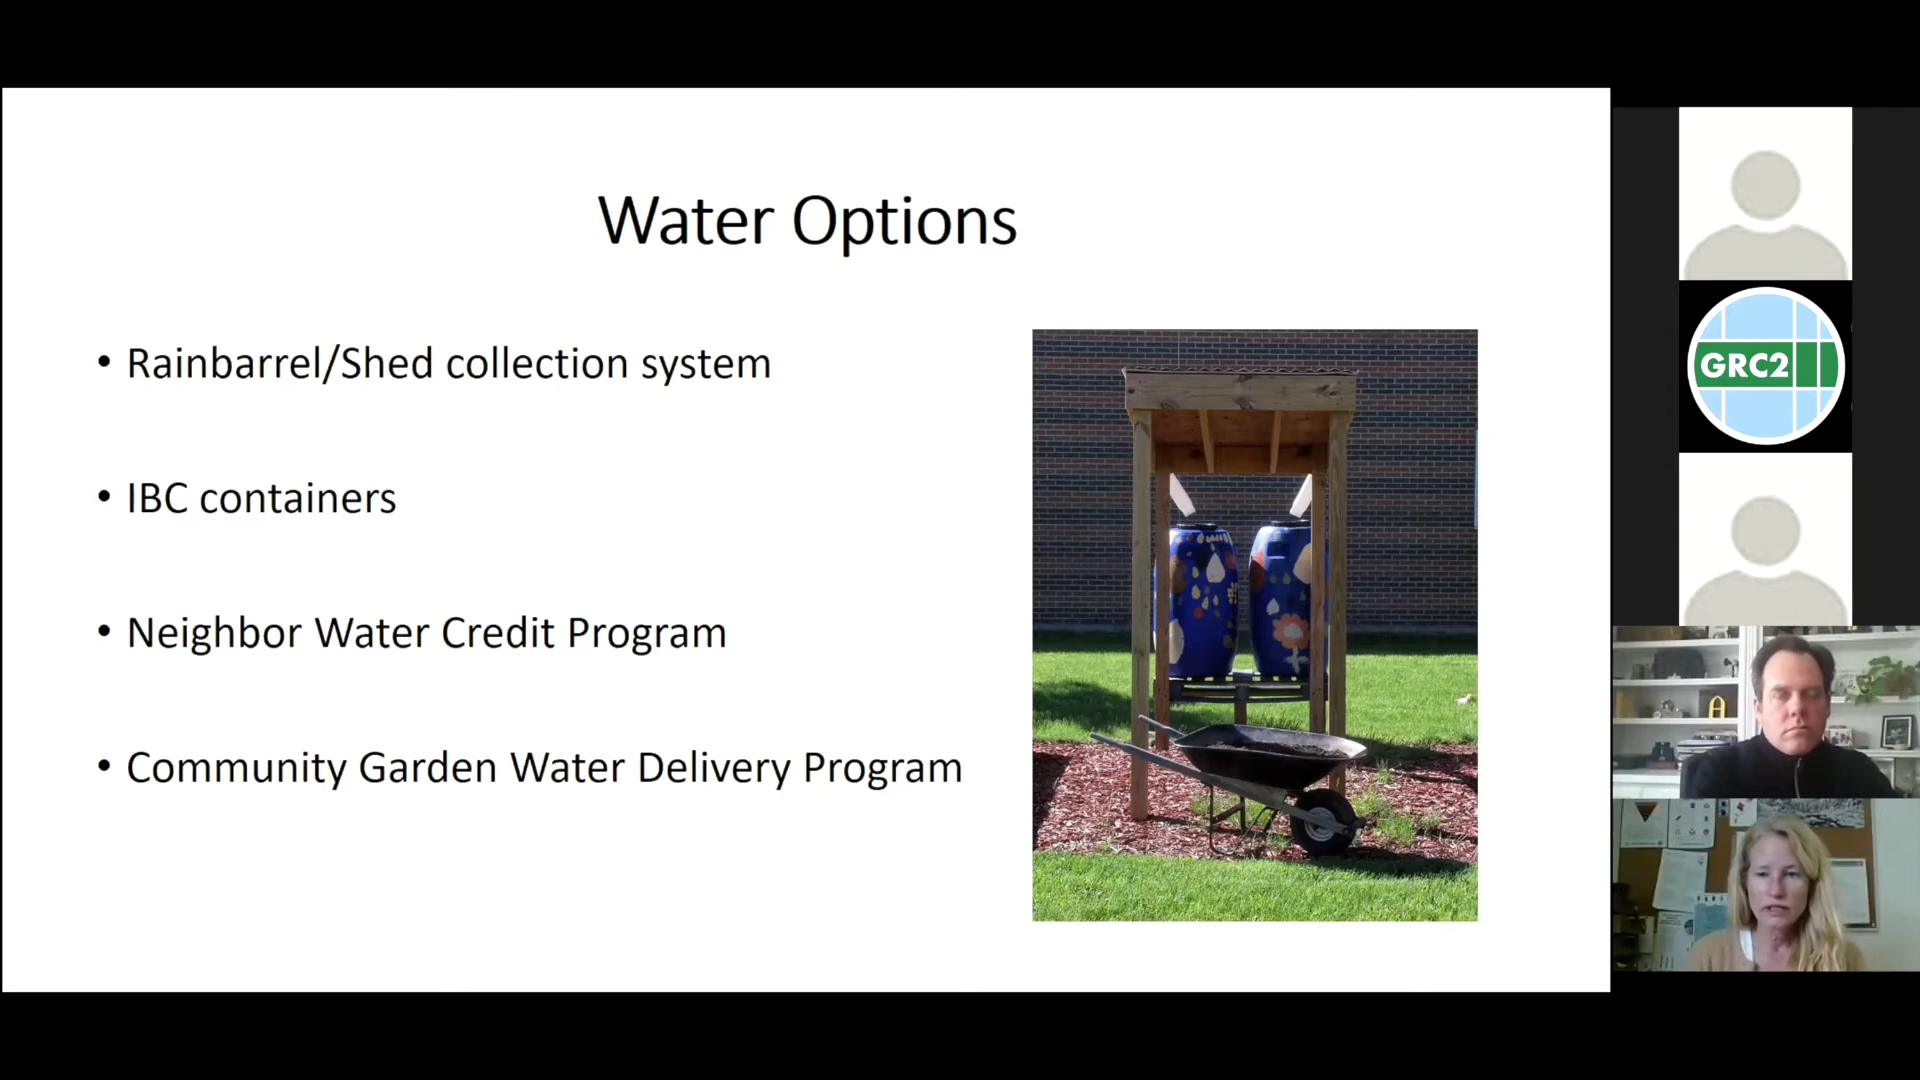 Water Options
• Rainbarrel/Shed collection system
• IBC containers
• Neighbor Water Credit Program
• Community Garden Water Delivery Program
GRC2